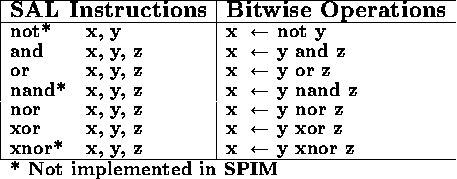 SAL Instructions Bitwise Operations
not* x, y x ← not y
and x, y, z x ← y and z
or x, y, z x ← y or z
nand* x, y, z x ← y nand z
nor x, y, z x ← y nor z
xor x, y, z x ← y xor z
xnor* x, y, z x ← y xnor z
* Not implemented in SPIM